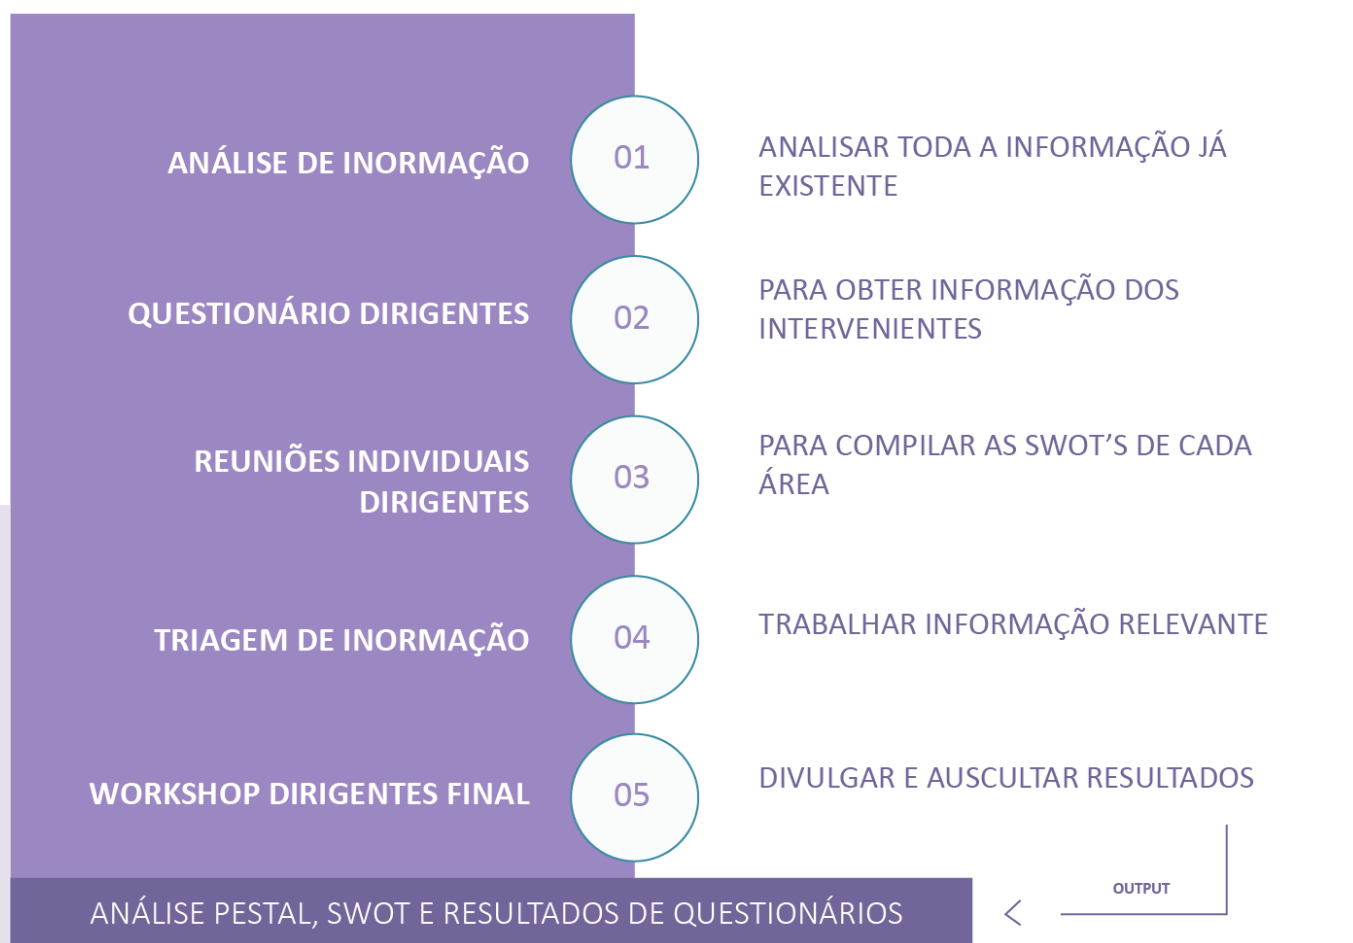 ANÁLISE DE INORMAÇÃO
01
ANALISAR TODA A INFORMAÇÃO JÁ
EXISTENTE
QUESTIONÁRIO DIRIGENTES
02
PARA OBTER INFORMAÇÃO DOS
INTERVENIENTES
REUNIÕES INDIVIDUAIS
DIRIGENTES
03
PARA COMPILAR AS SWOT’S DE CADA
ÁREA
TRIAGEM DE INORMAÇÃO
04
TRABALHAR INFORMAÇÃO RELEVANTE
WORKSHOP DIRIGENTES FINAL
05
DIVULGAR E AUSCULTAR RESULTADOS
OUTPUT
ANÁLISE PESTAL, SWOT E RESULTADOS DE QUESTIONÁRIOS